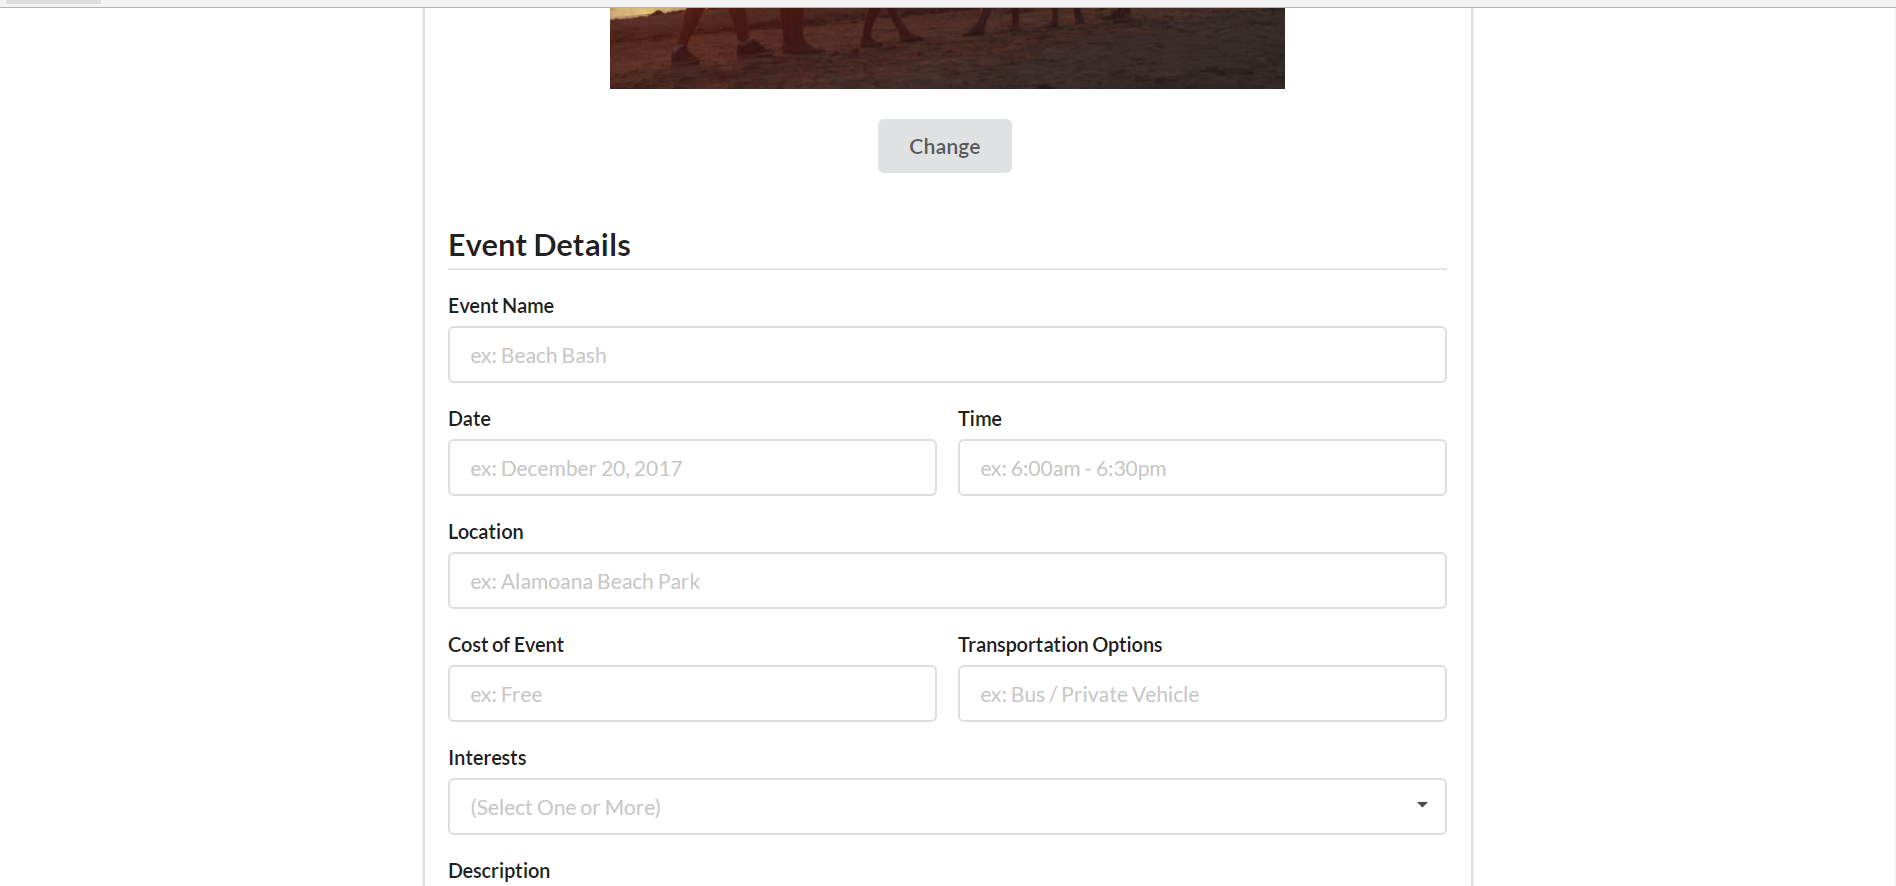 Change
Event Details
Event Name
ex: Beach Bash
Date
Time
ex: December 20, 2017
ex: 6:00am - 6:30pm
Location
ex: Alamoana Beach Park
Cost of Event
Transportation Options
ex: Free
ex: Bus / Private Vehicle
Interests
(Select One or More)
Description